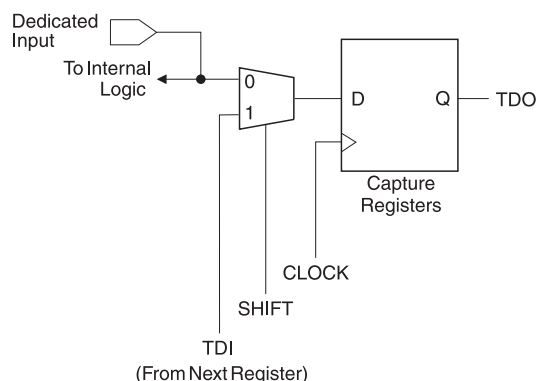 Dedicated
Input
To Internal
Logic
0
1
D
Q
TDO
Capture
Registers
CLOCK
SHIFT
TDI
(From Next Register)